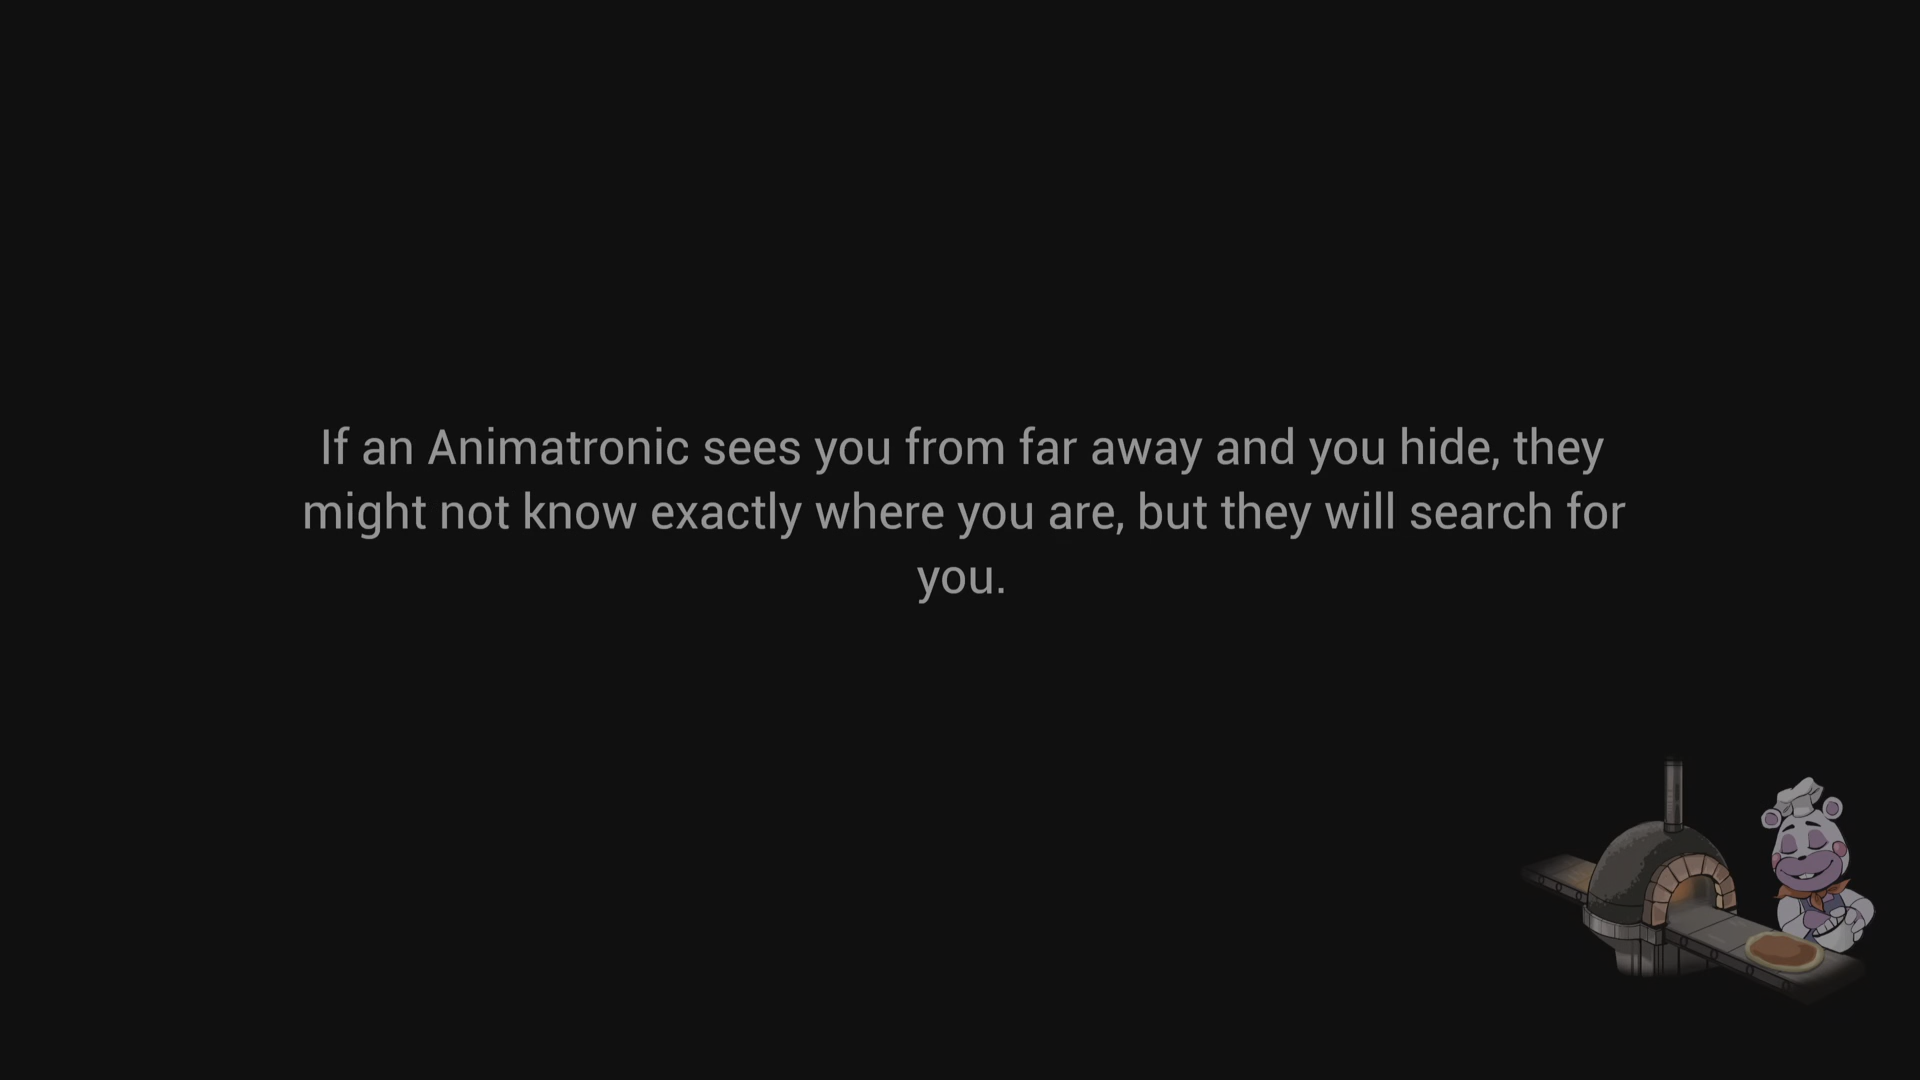 If an Animatronic sees you from far away and you hide, they
might not know exactly where you are, but they will search for
you.